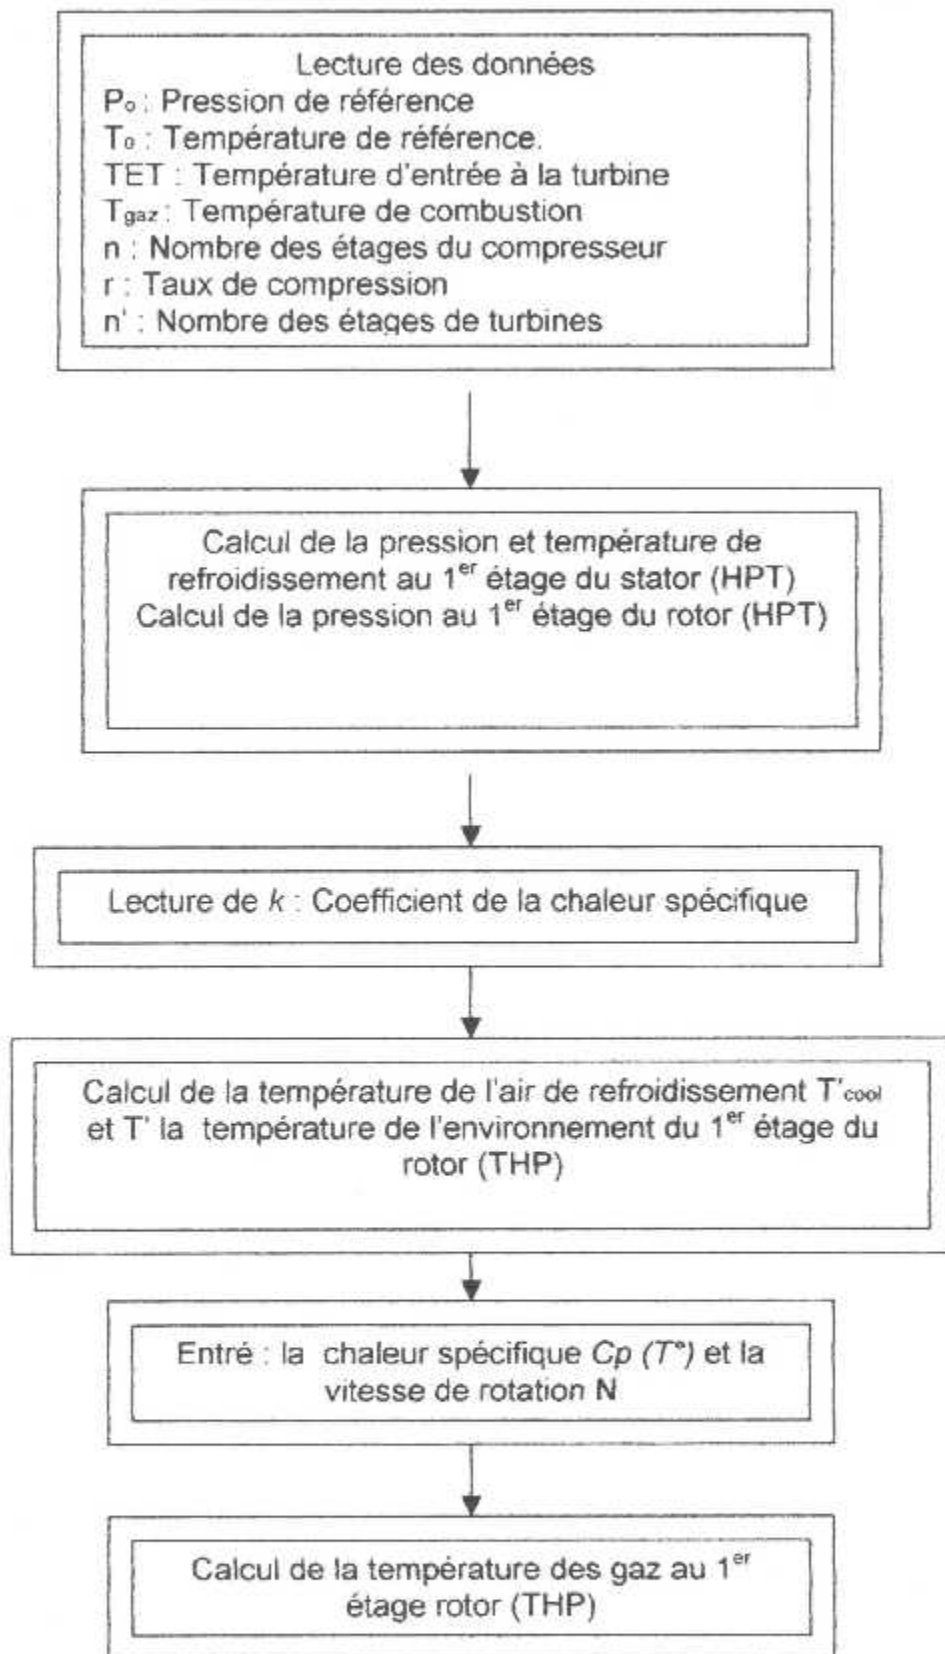 Lecture des données
Po : Pression de référence
To : Température de référence.
TET : Température d'entrée à la turbine
Tgaz : Température de combustion
n : Nombre des étages du compresseur
r : Taux de compression
n' : Nombre des étages de turbines
Calcul de la pression et température de
refroidissement au 1er étage du stator (HPT)
Calcul de la pression au 1er étage du rotor (HPT)
Lecture de k : Coefficient de la chaleur spécifique
Calcul de la température de l'air de refroidissement T'cool
et T' la température de l'environnement du 1er étage du
rotor (THP)
Entré : la chaleur spécifique Cp (T°) et la
vitesse de rotation N
Calcul de la température des gaz au 1er
étage rotor (THP)